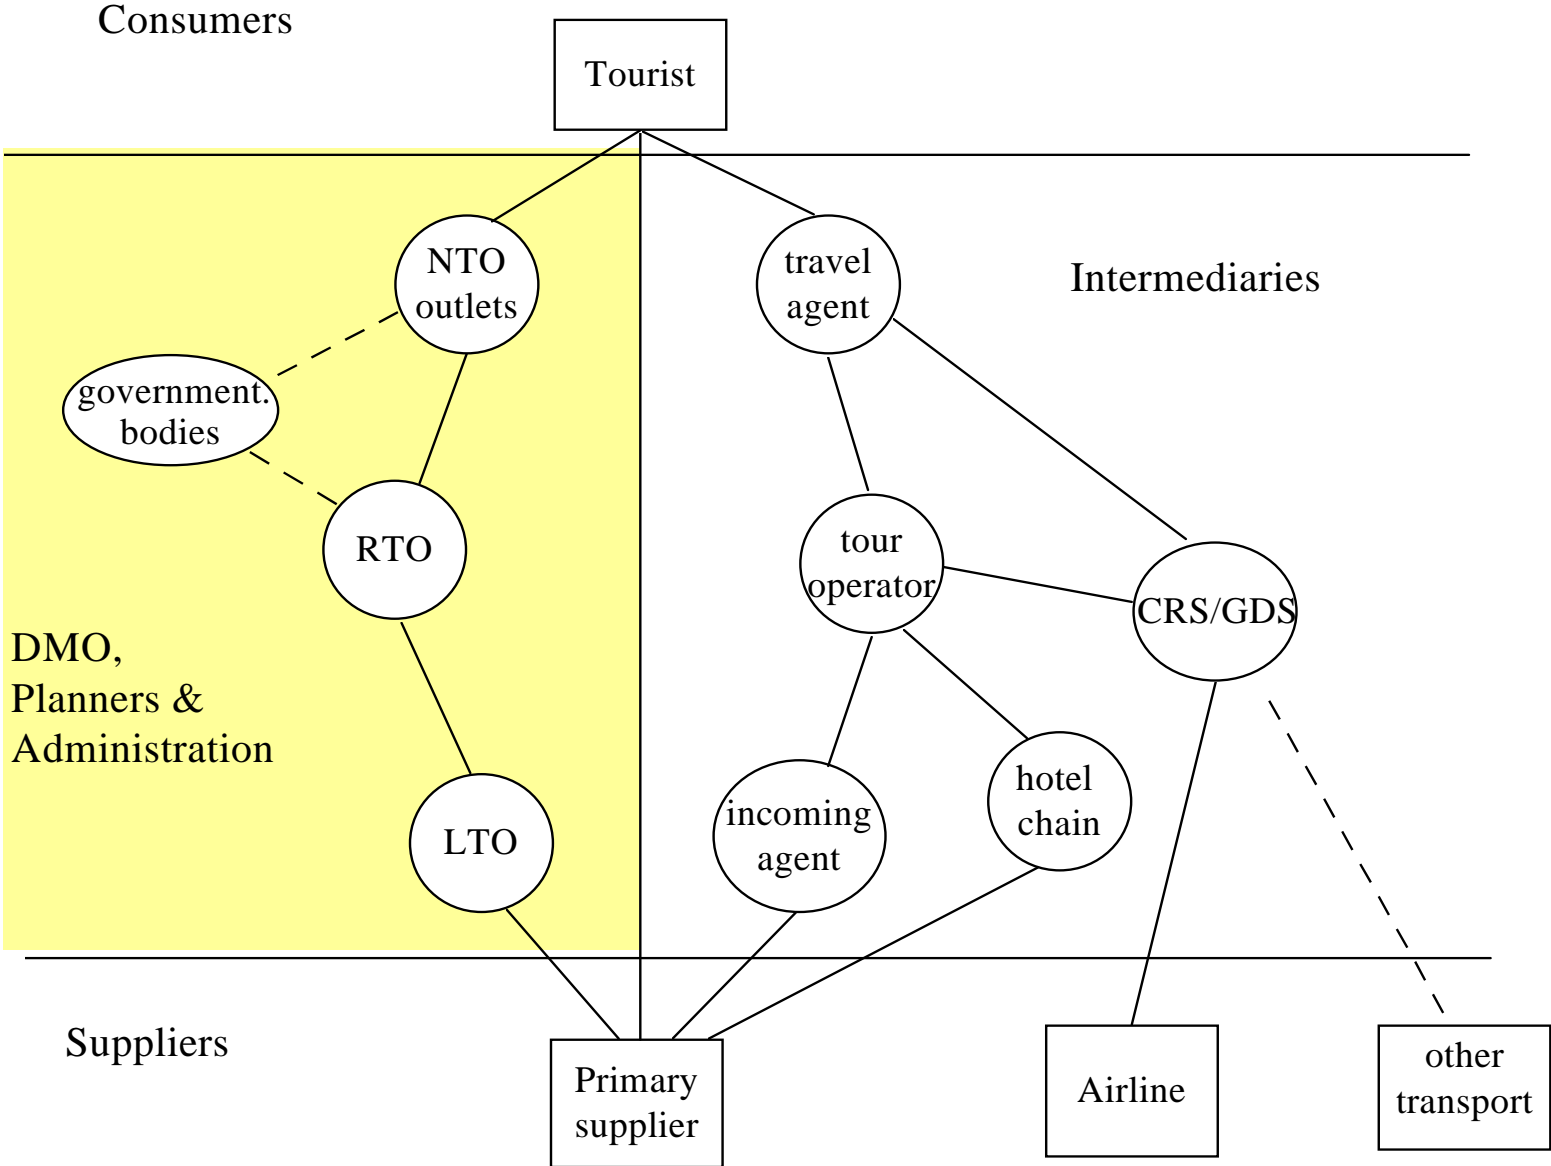 Consumers
Tourist
NTO
outlets
travel
agent
Intermediaries
government.
bodies
RTO
tour
operator
CRS/GDS
DMO,
Planners &
Administration
LTO
incoming
agent
hotel
chain
Suppliers
Primary
supplier
Airline
other
transport